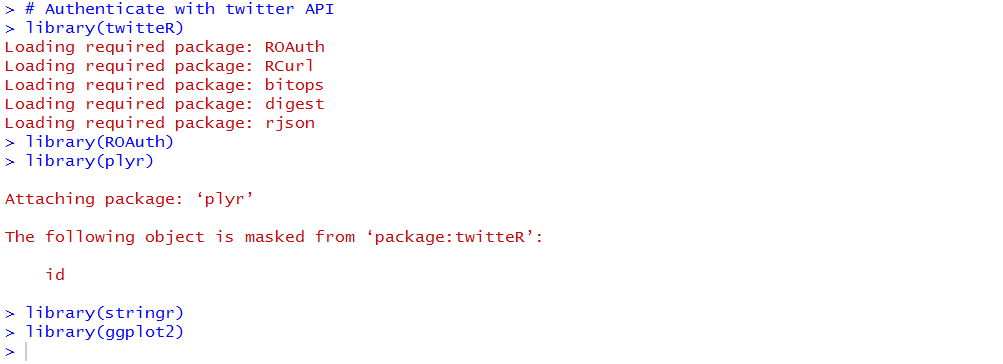 > # Authenticate with twitter API
> library(twitteR)
Loading required package: ROAuth
Loading required package: RCurl
Loading required package: bitops
Loading required package: digest
Loading required package: rjson
> library(ROAuth)
> library(plyr)
Attaching package: ‘plyr’
The following object is masked from ‘package:twitteR’:
id
> library(stringr)
> library(ggplot2)
>